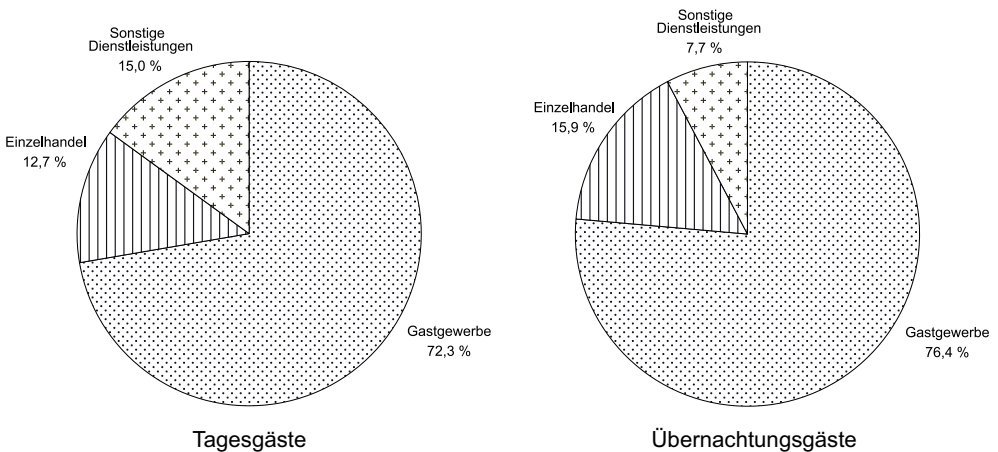 Sonstige
Dienstleistungen
15,0 %
Einzelhandel
12,7 %
Gastgewerbe
72,3 %
Tagesgäste
Sonstige
Dienstleistungen
7,7 %
Einzelhandel
15,9 %
Gastgewerbe
76,4 %
Übernachtungsgäste